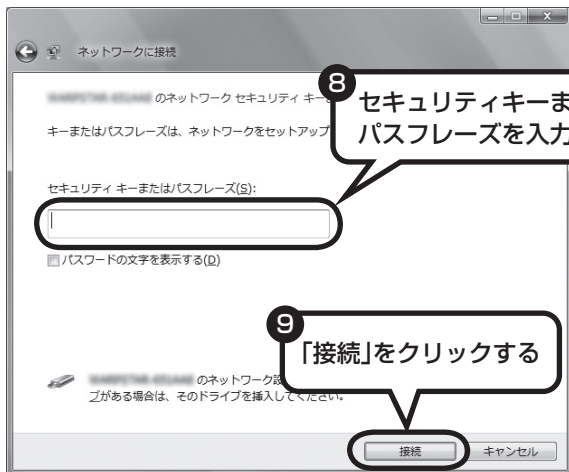 ネットワークに接続
のネットワーク セキュリティ キー
8
セキュリティキーま
パスフレーズを入力
キーまたはパスフレーズは、ネットワークをセットアップ
セキュリティ キーまたはパスフレーズ(S):
パスワードの文字を表示する(D)
9
「接続」をクリックする
のネットワーク設
ブがある場合は、そのドライブを挿入してください。
接続
キャンセル